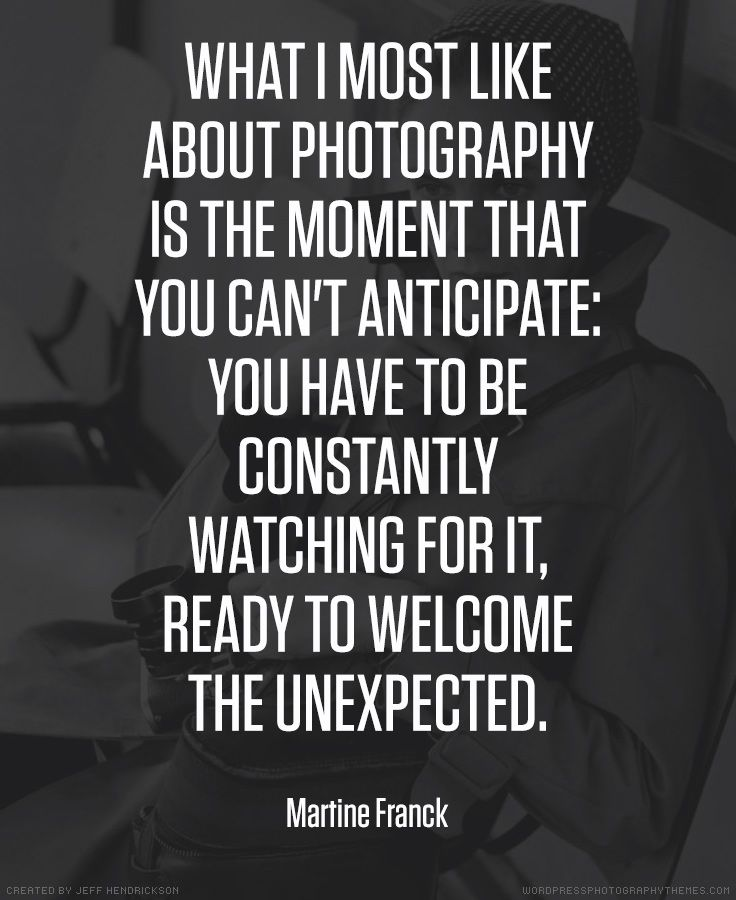 WHAT I MOST LIKE
ABOUT PHOTOGRAPHY
IS THE MOMENT THAT
YOU CAN'T ANTICIPATE:
YOU HAVE TO BE
CONSTANTLY
WATCHING FOR IT,
READY TO WELCOME
THE UNEXPECTED.
Martine Franck
CREATED BY JEFF HENDRICKSON
WORDPRESSPHOTOGRAPHYTHEMES.COM